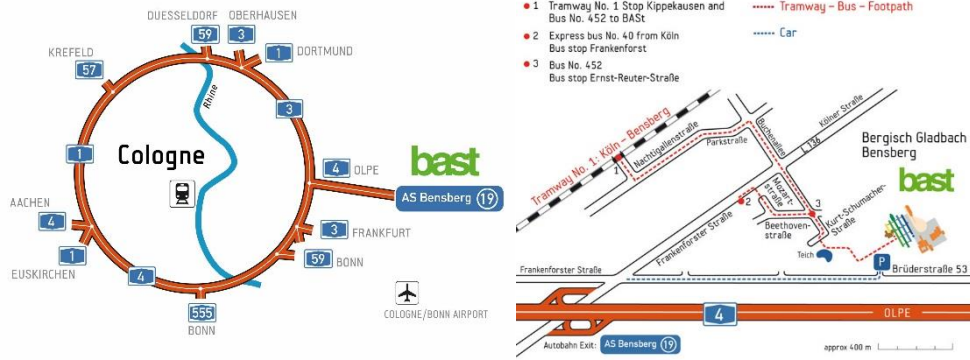 DUESSELDORF
OBERHAUSEN
59
3
1
DORTMUND
KREFELD
57
Rhine
3
1
Cologne
bast
4
OLPE
AS Bensberg 19
AACHEN
4
3
FRANKFURT
1
59
BONN
EUSKIRCHEN
4
555
BONN
COLOGNE/BONN AIRPORT
1 Tramway No. 1 Stop Kippekausen and
Bus No. 452 to BASt
2 Express bus No. 40 from Köln
Bus stop Frankenforst
3 Bus No. 452
Bus stop Ernst-Reuter-Straße
Tramway – Bus – Footpath
Car
Tramway No. 1: Köln – Bensberg
1
Nachtigallenstraße
Parkstraße
Buchenallee
Kölner Straße
L 136
Bergisch Gladbach
Bensberg
bast
Mozart-
straße
2
3
Beethoven-
straße
Kurt-Schumacher-
Straße
Frankenforster Straße
Teich
P
Frankenforster Straße
Brüderstraße 53
4
OLPE
Autobahn Exit: AS Bensberg 19
approx 400 m